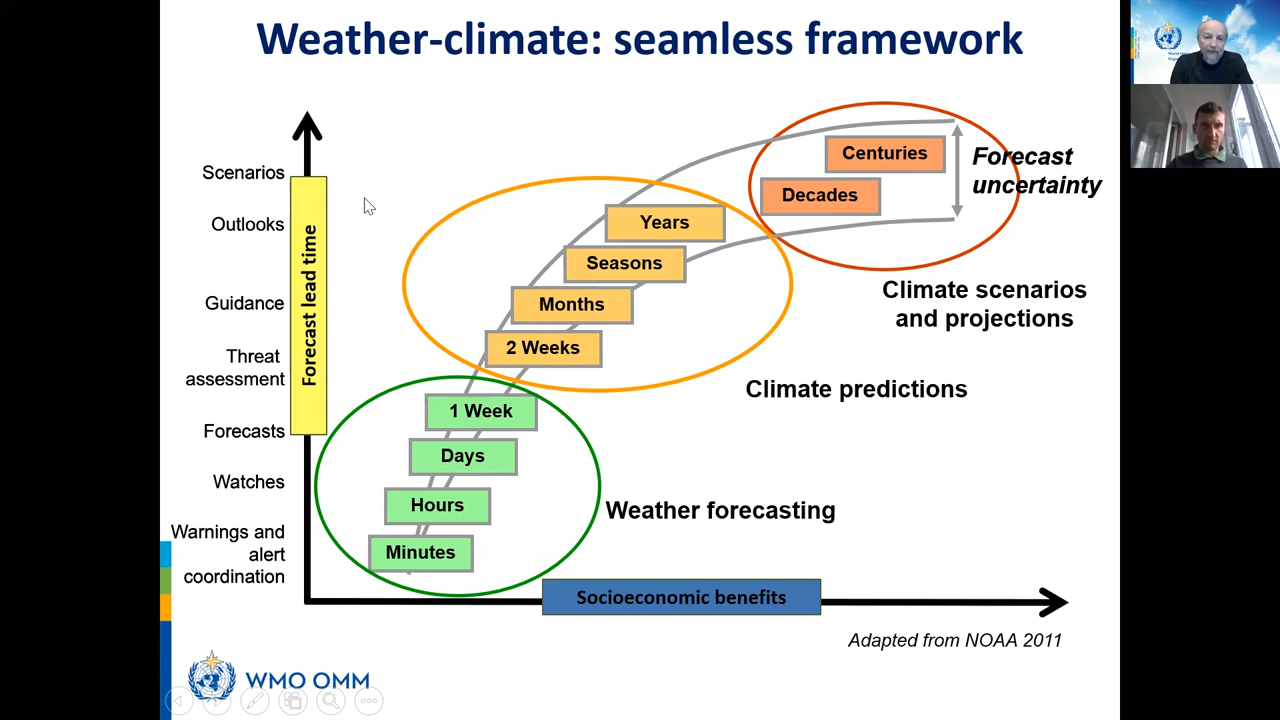 Weather-climate: seamless framework
Scenarios
Outlooks
Guidance
Threat
assessment
Forecasts
Watches
Warnings and
alert
coordination
Forecast lead time
Centuries
Decades
Forecast
uncertainty
Years
Seasons
Months
2 Weeks
Climate scenarios
and projections
Climate predictions
1 Week
Days
Hours
Minutes
Weather forecasting
Socioeconomic benefits
Adapted from NOAA 2011
WMO OMM